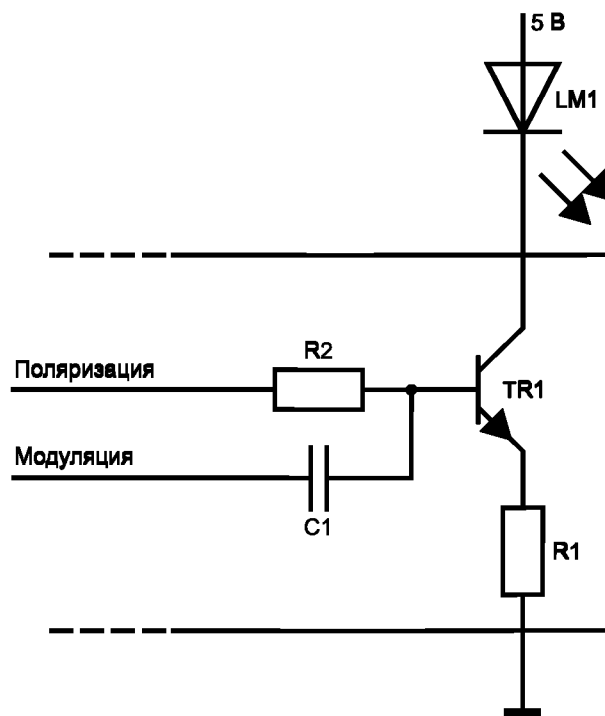 5 В
LM1
R2
Поляризация
TR1
Модуляция
C1
R1